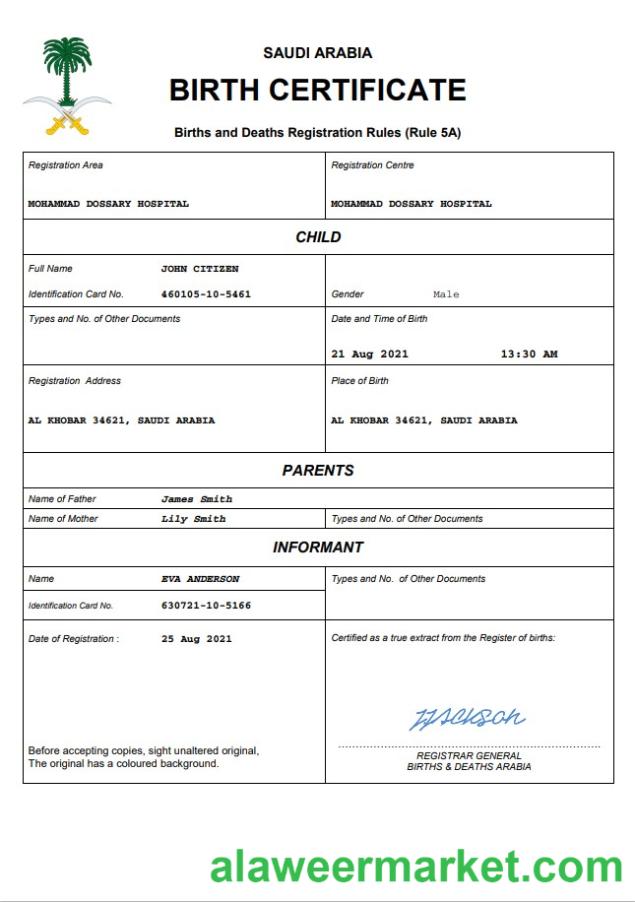 SAUDI ARABIA
BIRTH CERTIFICATE
Births and Deaths Registration Rules (Rule 5A)
Registration Area
MOHAMMAD DOSSARY HOSPITAL
Registration Centre
MOHAMMAD DOSSARY HOSPITAL
CHILD
Full Name JOHN CITIZEN
Identification Card No. 460105-10-5461
Gender Male
Types and No. of Other Documents
Date and Time of Birth
21 Aug 2021 13:30 AM
Registration Address
AL KHOBAR 34621, SAUDI ARABIA
Place of Birth
AL KHOBAR 34621, SAUDI ARABIA
PARENTS
Name of Father James Smith
Name of Mother Lily Smith
Types and No. of Other Documents
INFORMANT
Name EVA ANDERSON
Types and No. of Other Documents
Identification Card No. 630721-10-5166
Date of Registration : 25 Aug 2021
Before accepting copies, sight unaltered original,
The original has a coloured background.
Certified as a true extract from the Register of births:
REGISTRAR GENERAL
BIRTHS & DEATHS ARABIA
alaweermarket.com